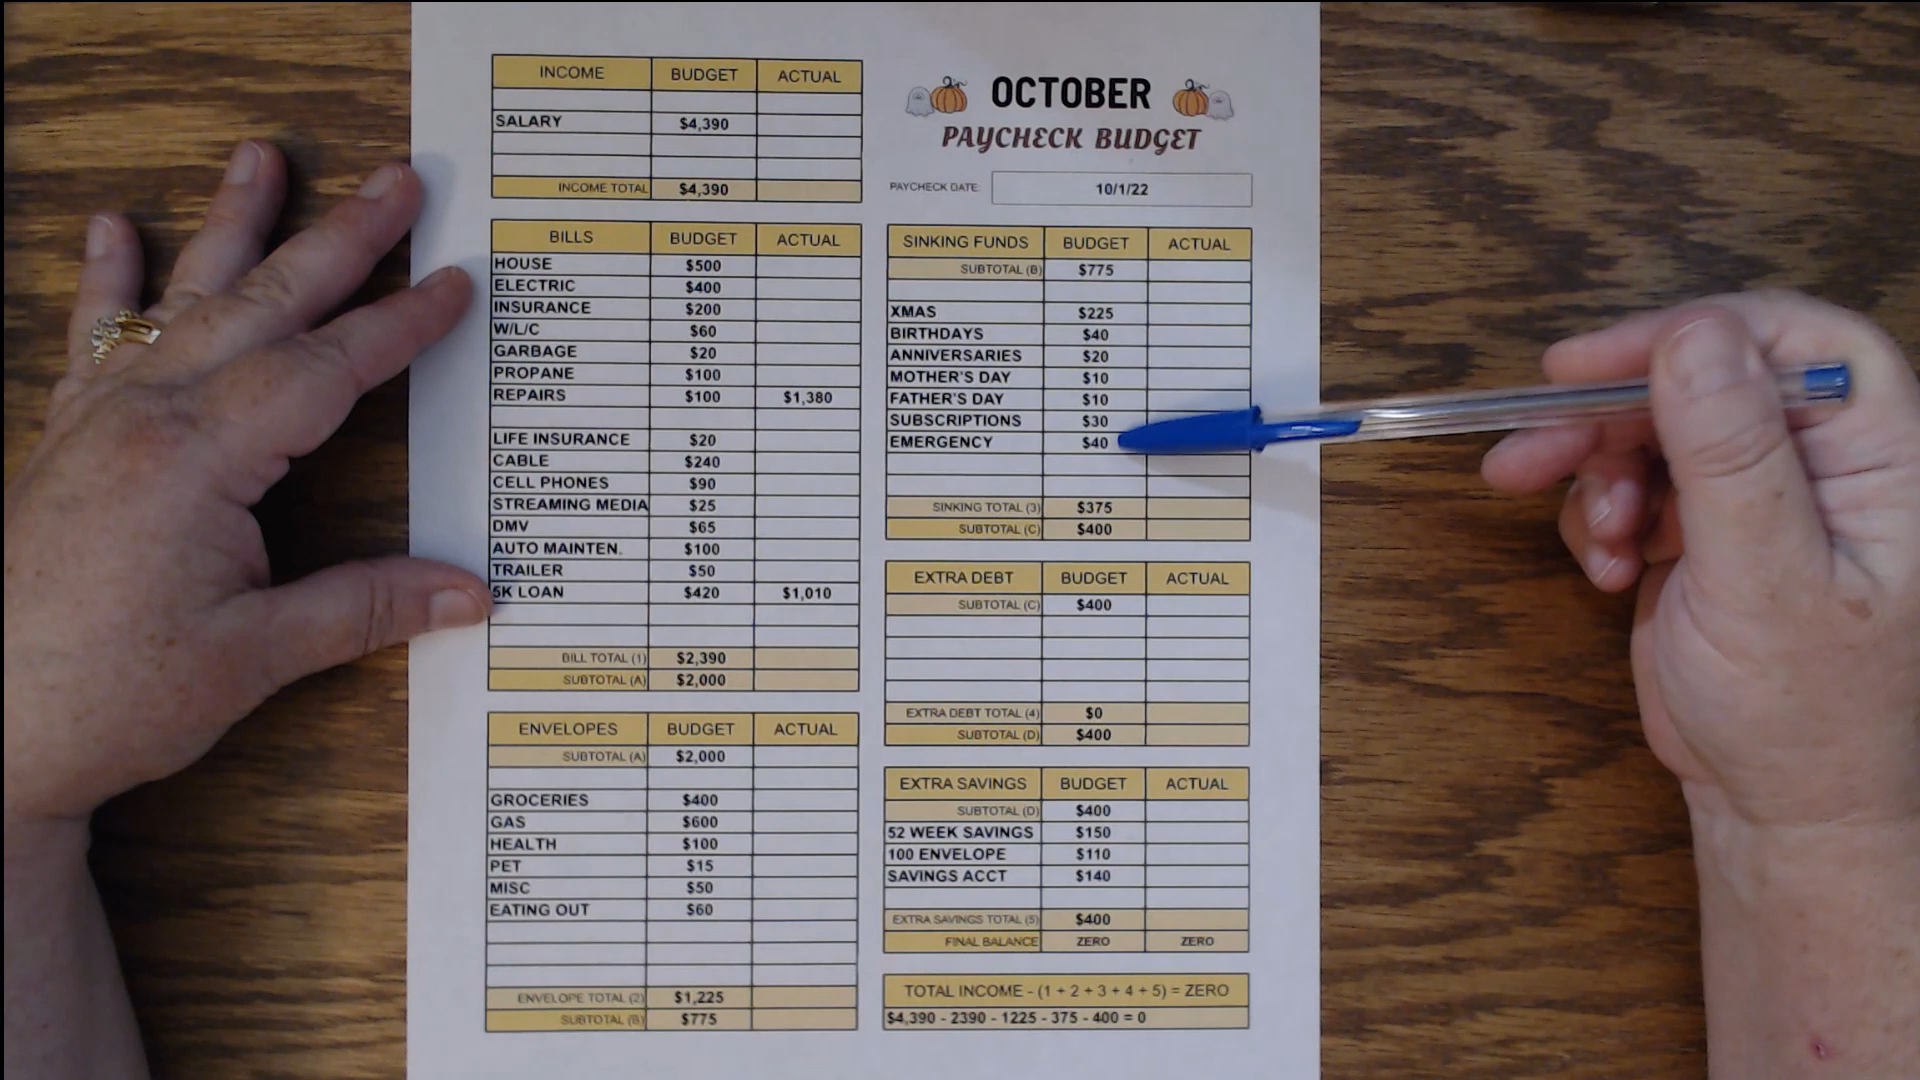 INCOME BUDGET ACTUAL
SALARY $4,390
INCOME TOTAL $4,390
BILLS BUDGET ACTUAL
HOUSE $500
ELECTRIC $400
INSURANCE $200
W/L/C $60
GARBAGE $20
PROPANE $100
REPAIRS $100 $1,380
LIFE INSURANCE $20
CABLE $240
CELL PHONES $90
STREAMING MEDIA $25
DMV $65
AUTO MAINTEN. $100
TRAILER $50
5K LOAN $420 $1,010
BILL TOTAL (1) $2,390
SUBTOTAL (A) $2,000
ENVELOPES BUDGET ACTUAL
SUBTOTAL (A) $2,000
GROCERIES $400
GAS $600
HEALTH $100
PET $15
MISC $50
EATING OUT $60
ENVELOPE TOTAL (2) $1,225
SUBTOTAL (B) $775
OCTOBER
PAYCHECK BUDGET
PAYCHECK DATE: 10/1/22
SINKING FUNDS BUDGET ACTUAL
SUBTOTAL (B) $775
XMAS $225
BIRTHDAYS $40
ANNIVERSARIES $20
MOTHER'S DAY $10
FATHER'S DAY $10
SUBSCRIPTIONS $30
EMERGENCY $40
SINKING TOTAL (3) $375
SUBTOTAL (C) $400
EXTRA DEBT BUDGET ACTUAL
SUBTOTAL (C) $400
EXTRA DEBT TOTAL (4) $0
SUBTOTAL (D) $400
EXTRA SAVINGS BUDGET ACTUAL
SUBTOTAL (D) $400
52 WEEK SAVINGS $150
100 ENVELOPE $110
SAVINGS ACCT $140
EXTRA SAVINGS TOTAL (5) $400
FINAL BALANCE ZERO ZERO
TOTAL INCOME - (1 + 2 + 3 + 4 + 5) = ZERO
$4,390 - 2390 - 1225 - 375 - 400 = 0